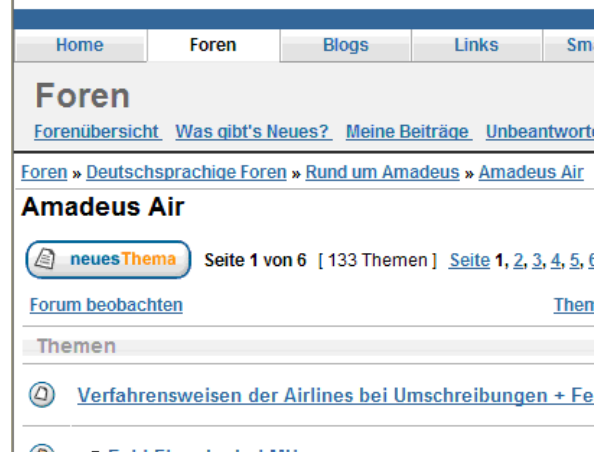 Home Foren Blogs Links
Foren
Forenübersicht Was gibt's Neues? Meine Beiträge
Foren » Deutschsprachige Foren » Rund um Amadeus » Amadeus Air
Amadeus Air
neuesThema Seite 1 von 6 [ 133 Themen ] Seite 1, 2, 3, 4, 5, 6
Forum beobachten
Themen
Verfahrensweisen der Airlines bei Umschreibungen + Fe